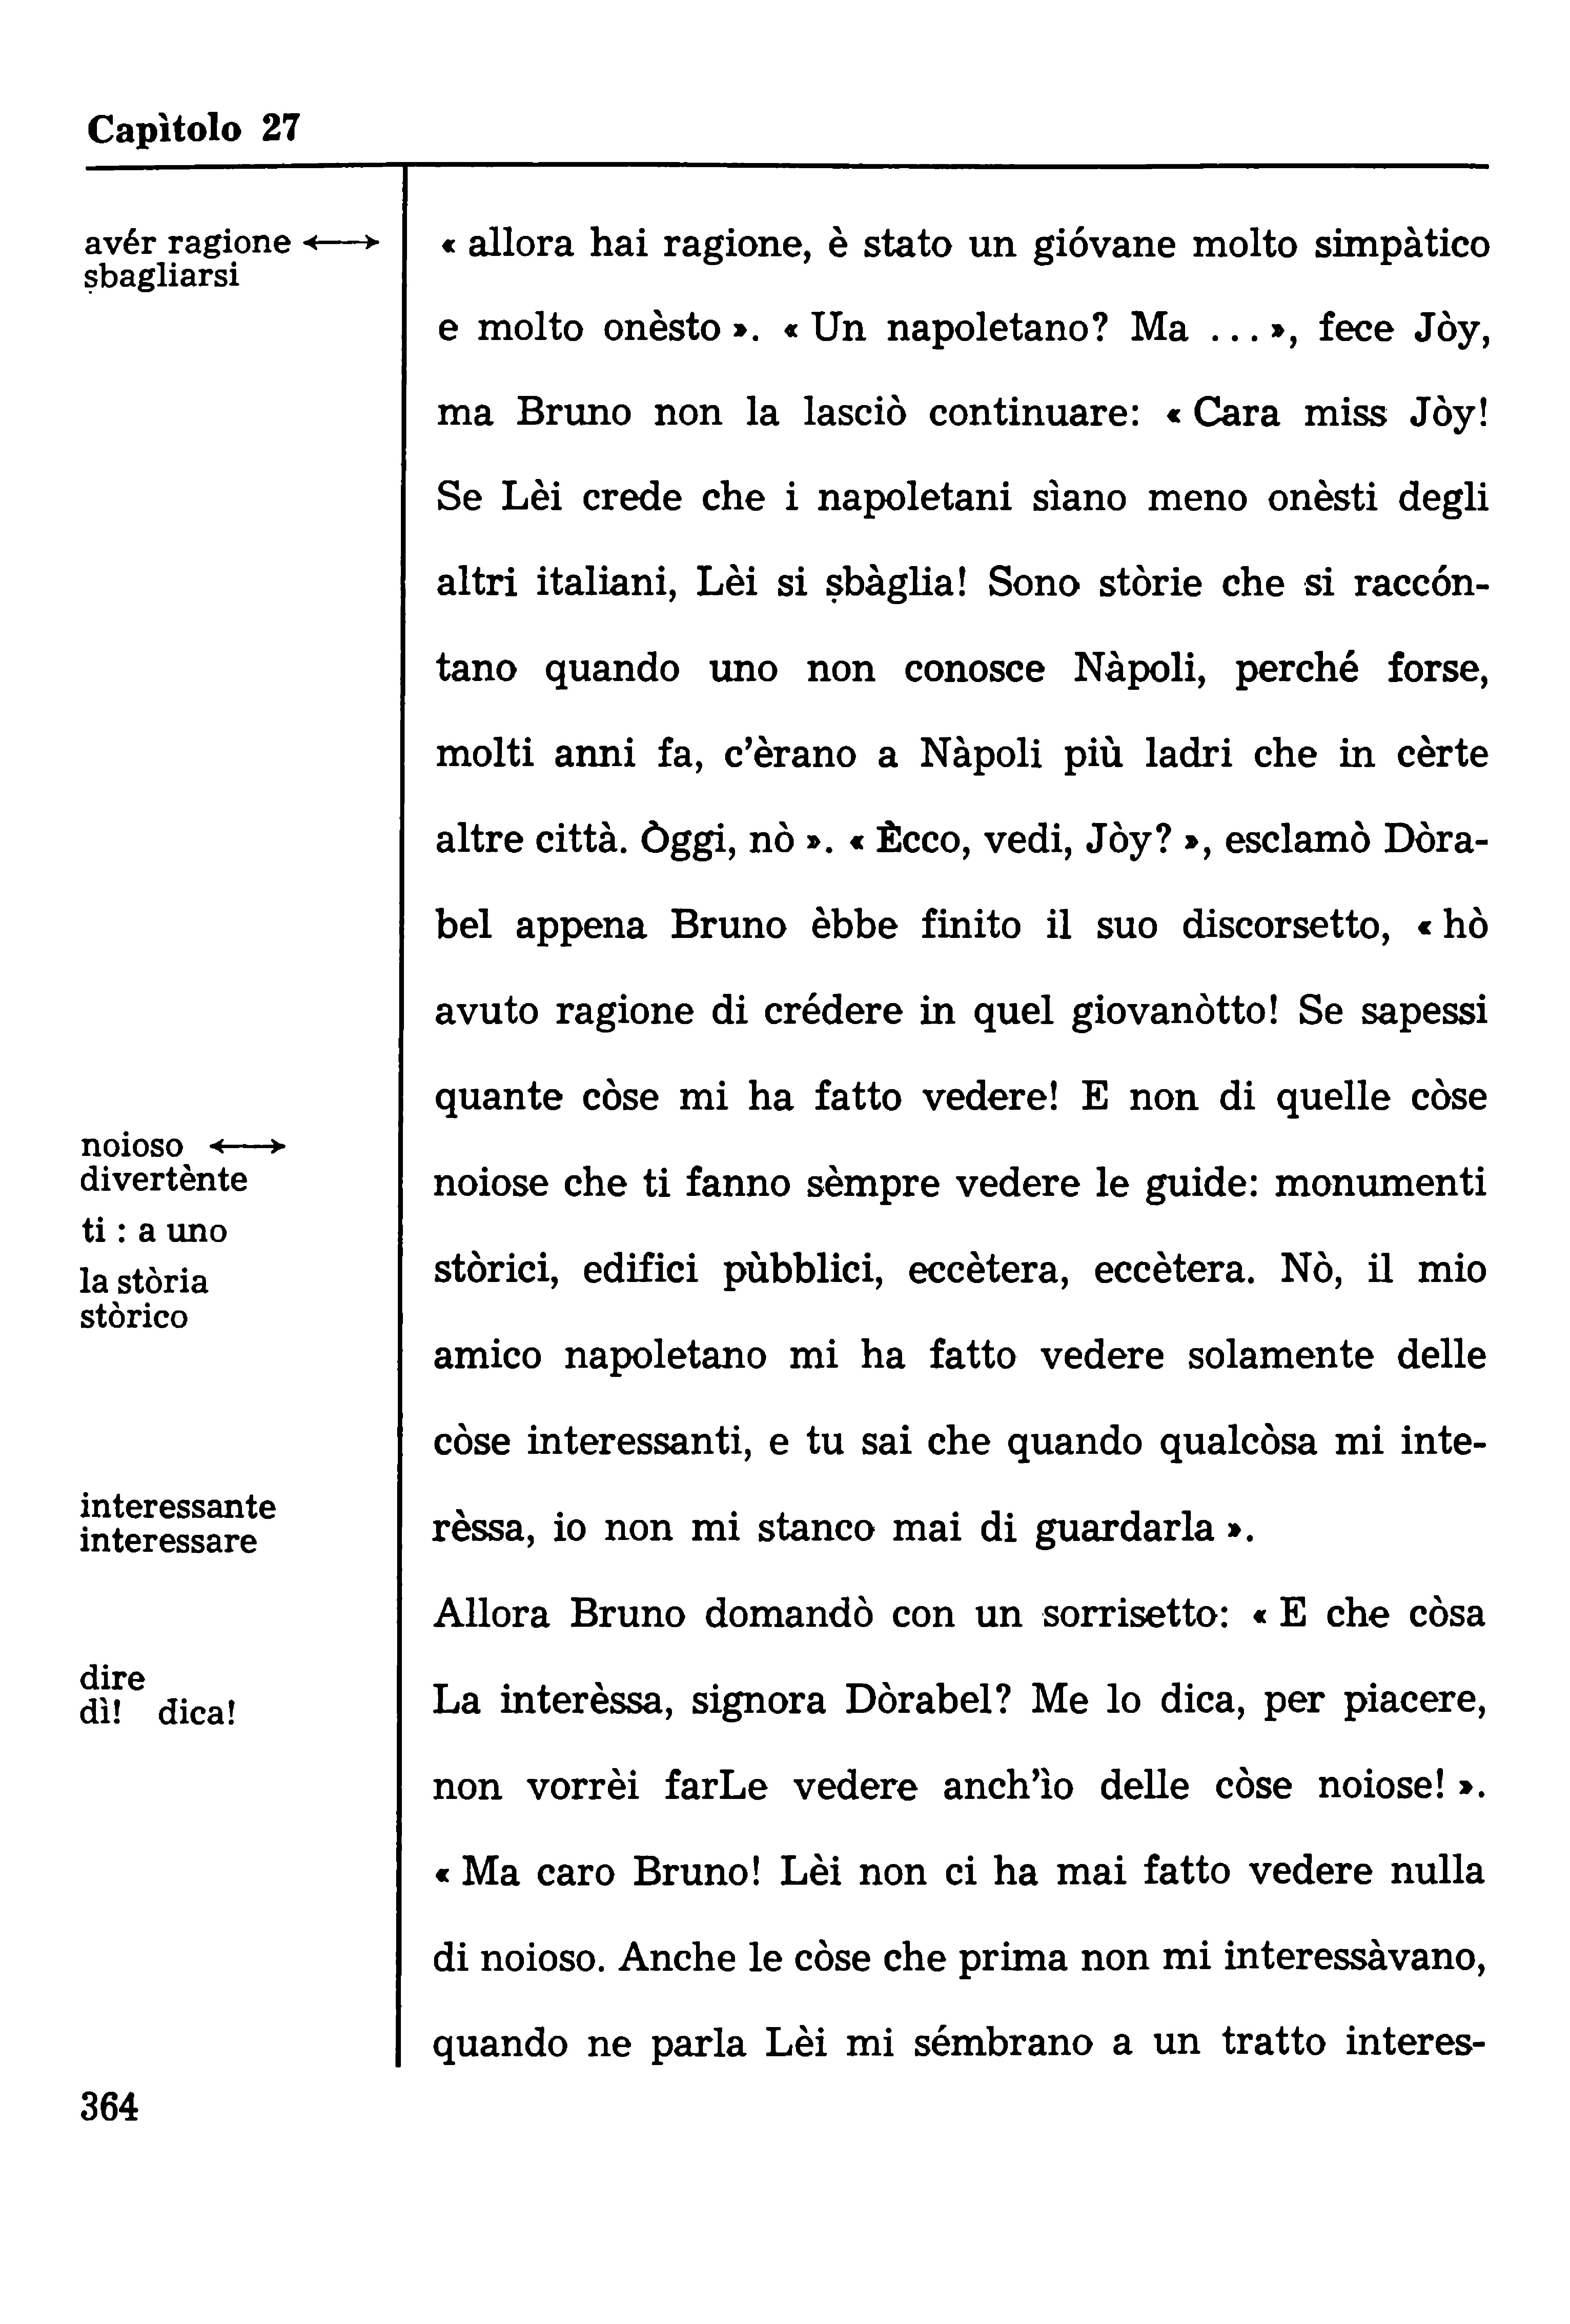 Capìtolo 27
avér ragione ⟷
ṣbagliarsi
« allora hai ragione, è stato un gióvane molto simpàtico
e molto onèsto ». « Un napoletano? Ma ... », fece Jòy,
ma Bruno non la lasciò continuare: « Cara miss Jòy!
Se Lèi crede che i napoletani sìano meno onèsti degli
altri italiani, Lèi si ṣbàglia! Sono stòrie che si raccón-
tano quando uno non conosce Nàpoli, perché forse,
molti anni fa, c'èrano a Nàpoli più ladri che in cèrte
altre città. Òggi, nò ». « Ècco, vedi, Jòy? », esclamò Dòra-
bel appena Bruno èbbe finito il suo discorsetto, « hò
avuto ragione di crédere in quel giovanòtto! Se sapessi
quante còse mi ha fatto vedere! E non di quelle còse
noioso ⟷
divertènte
ti : a uno
la stòria
stòrico
noiose che ti fanno sèmpre vedere le guide: monumenti
stòrici, edifici pùbblici, eccètera, eccètera. Nò, il mio
amico napoletano mi ha fatto vedere solamente delle
còse interessanti, e tu sai che quando qualcòsa mi inte-
interessante
interessare
rèssa, io non mi stanco mai di guardarla ».
Allora Bruno domandò con un sorrisetto: « E che còsa
dire
dì! dica!
La interèssa, signora Dòrabel? Me lo dica, per piacere,
non vorrèi farLe vedere anch'ìo delle còse noiose! ».
« Ma caro Bruno! Lèi non ci ha mai fatto vedere nulla
di noioso. Anche le còse che prima non mi interessàvano,
quando ne parla Lèi mi sémbrano a un tratto interes-
364